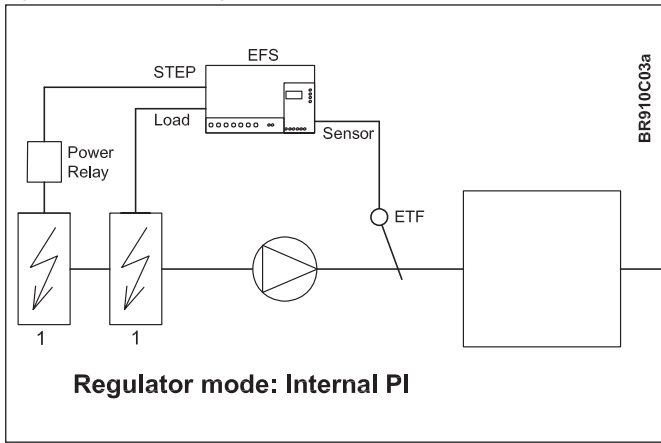 EFS
STEP
Load
Sensor
BR910C03a
Power
Relay
ETF
1
1
Regulator mode: Internal PI